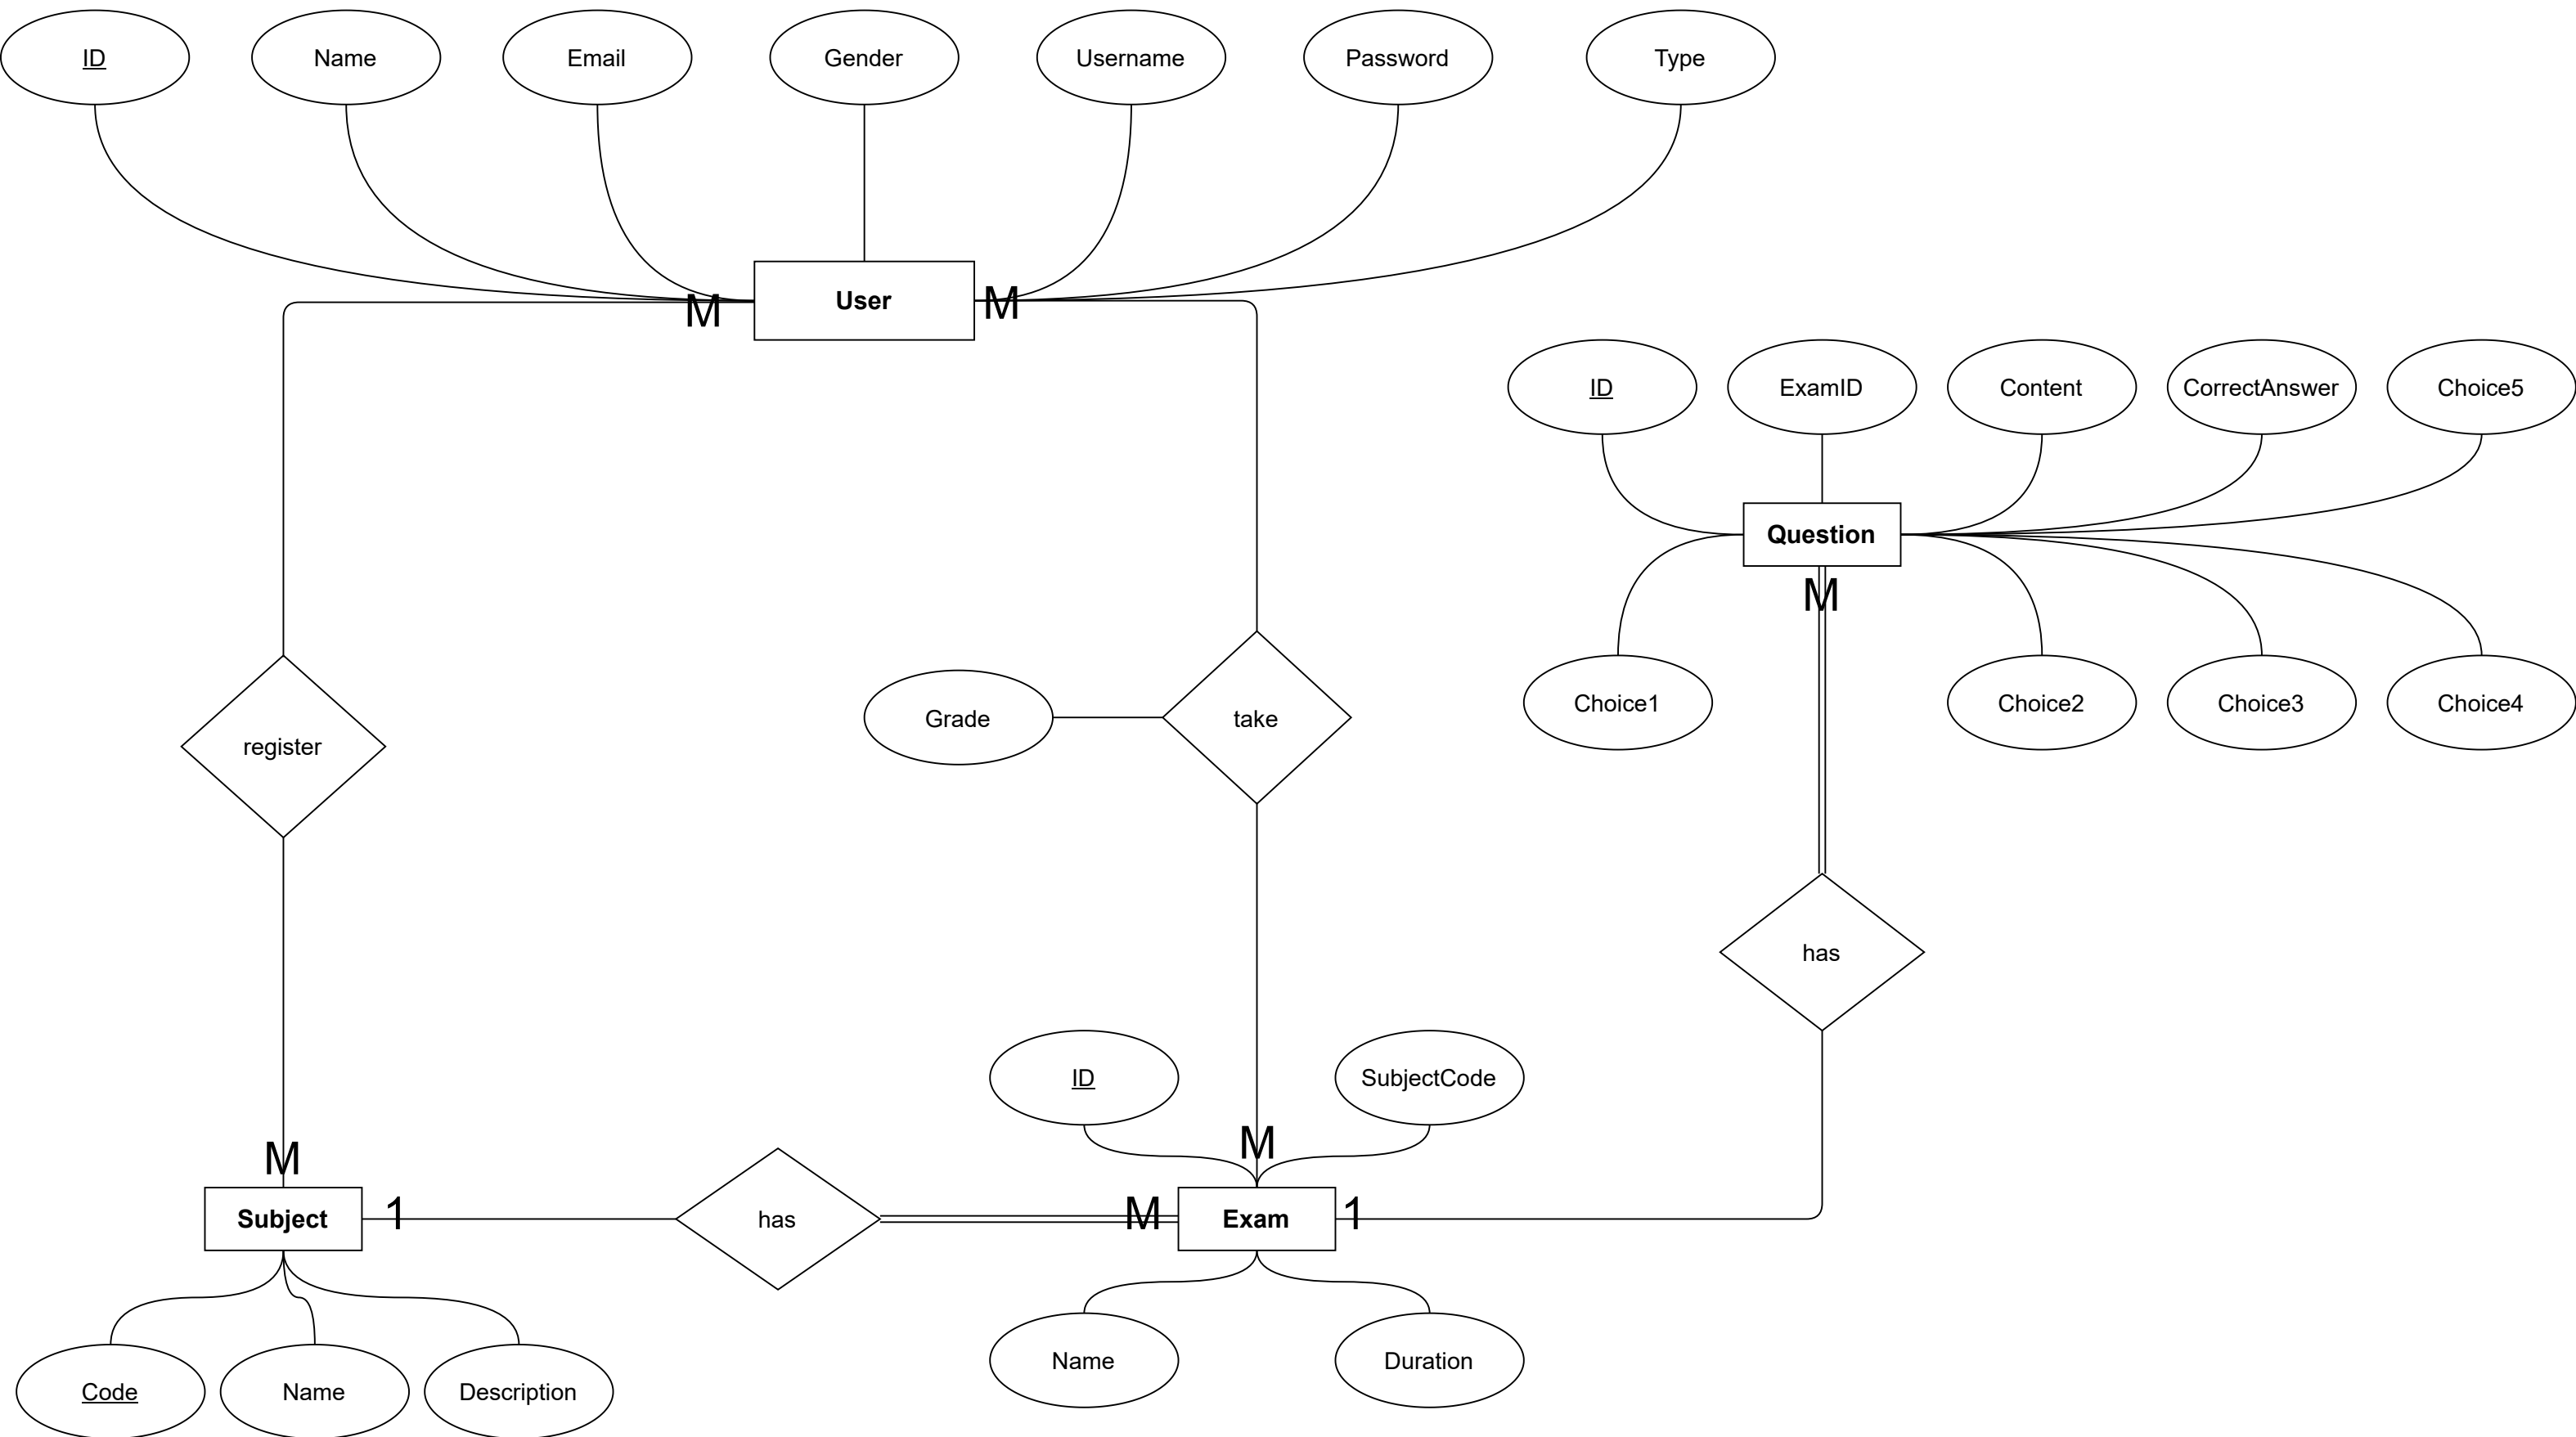 ID
Name
Email
Gender
Username
Password
Type
User
M
M
ID
ExamID
Content
CorrectAnswer
Choice5
Question
M
Choice1
Choice2
Choice3
Choice4
register
Grade
take
has
ID
SubjectCode
M
M
Subject
1
has
M
Exam
1
Code
Name
Description
Name
Duration